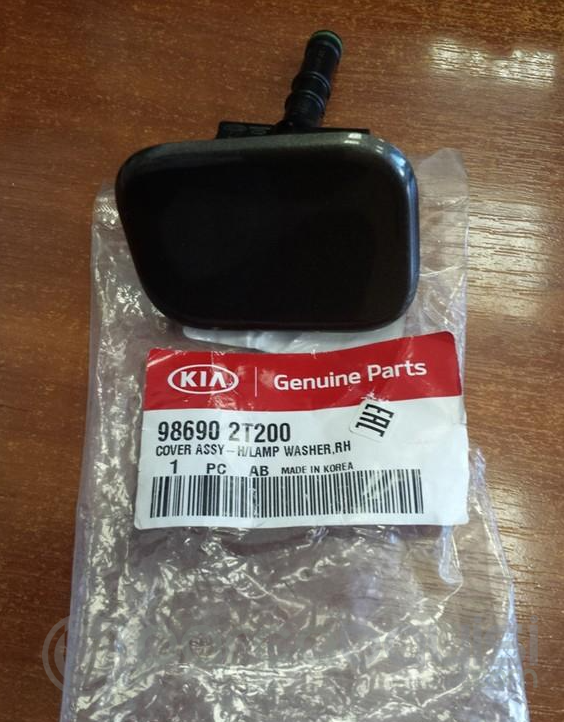 KIA Genuine Parts
EAC
98690 2T200
COVER ASSY-H/LAMP WASHER,RH
1 PC AB MADE IN KOREA